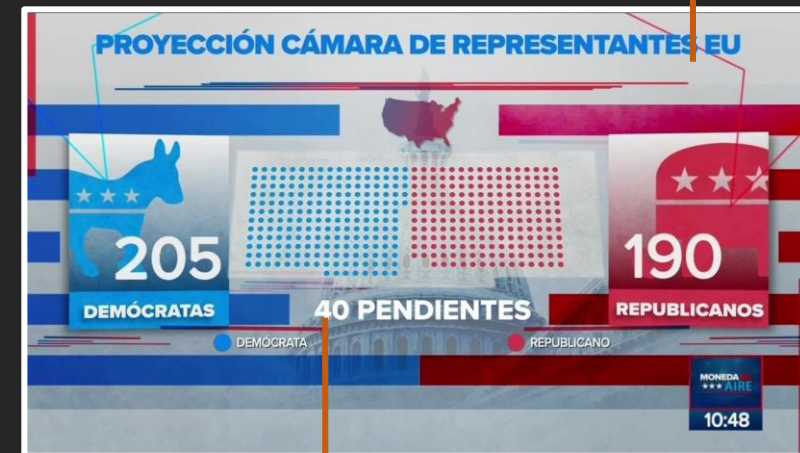 PROYECCIÓN CÁMARA DE REPRESENTANTES EU
205
DEMÓCRATAS
190
REPUBLICANOS
40 PENDIENTES
DEMÓCRATA
REPUBLICANO
MONEDA
AIRE
10:48